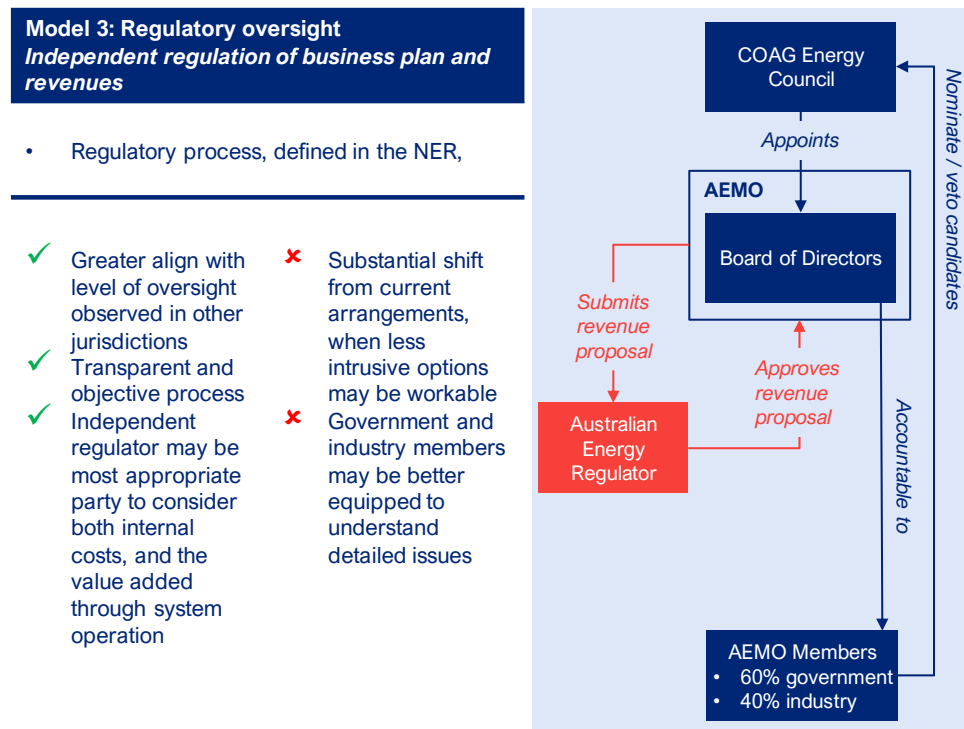 Model 3: Regulatory oversight
Independent regulation of business plan and
revenues
• Regulatory process, defined in the NER,
✓ Greater align with
level of oversight
observed in other
jurisdictions
✓ Transparent and
objective process
✓ Independent
regulator may be
most appropriate
party to consider
both internal
costs, and the
value added
through system
operation
✘ Substantial shift
from current
arrangements,
when less
intrusive options
may be workable
✘ Government and
industry members
may be better
equipped to
understand
detailed issues
COAG Energy
Council
Appoints
Nominate / veto candidates
AEMO
Board of Directors
Submits
revenue
proposal
Approves
revenue
proposal
Australian
Energy
Regulator
Accountable to
AEMO Members
• 60% government
• 40% industry